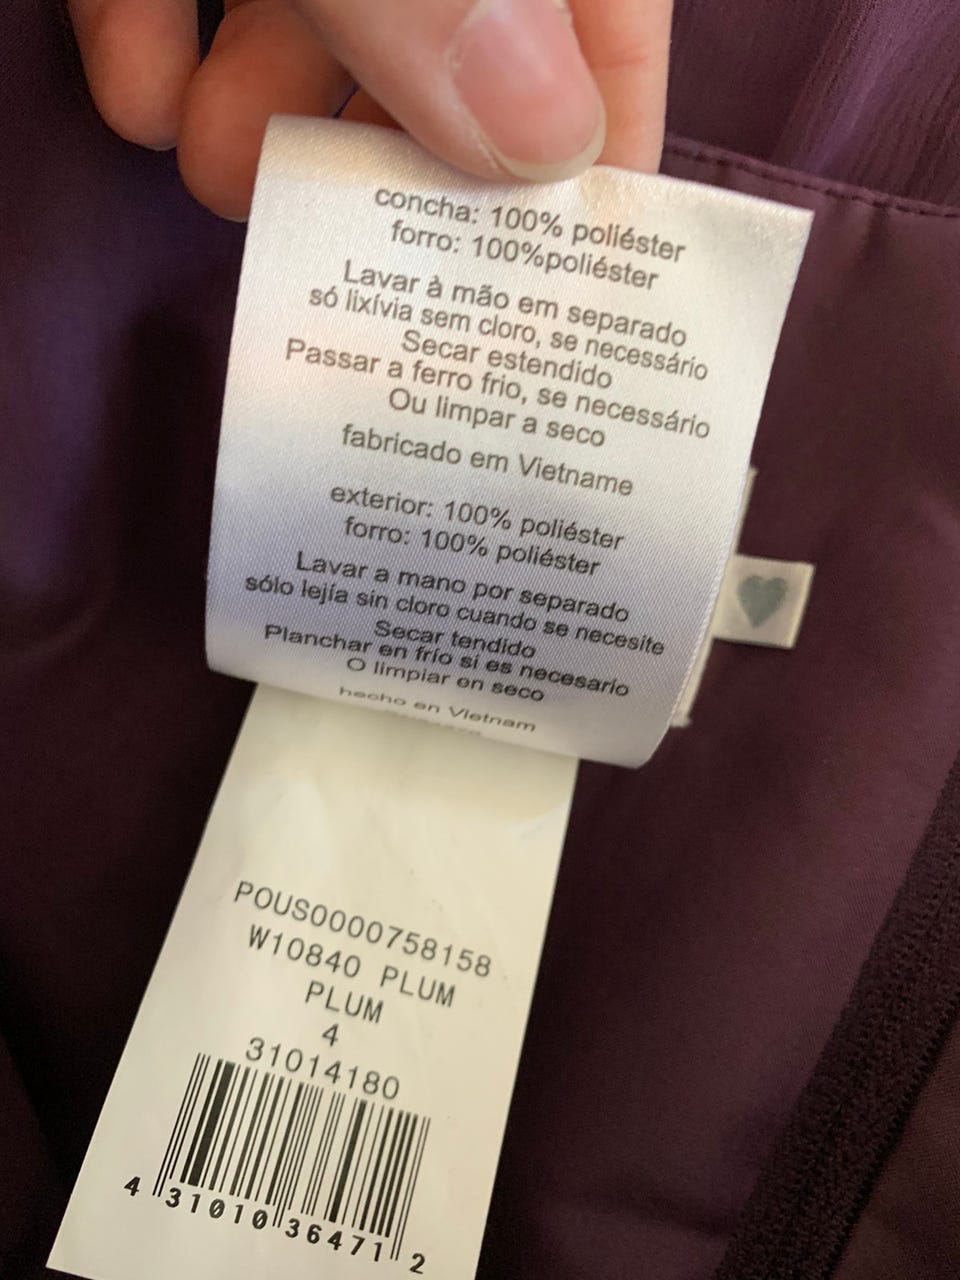 concha: 100% poliéster
forro: 100%poliéster
Lavar à mão em separado
só lixívia sem cloro, se necessário
Secar estendido
Passar a ferro frio, se necessário
Ou limpar a seco
fabricado em Vietname
exterior: 100% poliéster
forro: 100% poliéster
Lavar a mano por separado
sólo lejía sin cloro cuando se necesite
Secar tendido
Planchar en frío si es necesario
O limpiar en seco
hecho en Vietnam
POUS0000758158
W10840 PLUM
PLUM
4
31014180
4 31010 36471 2